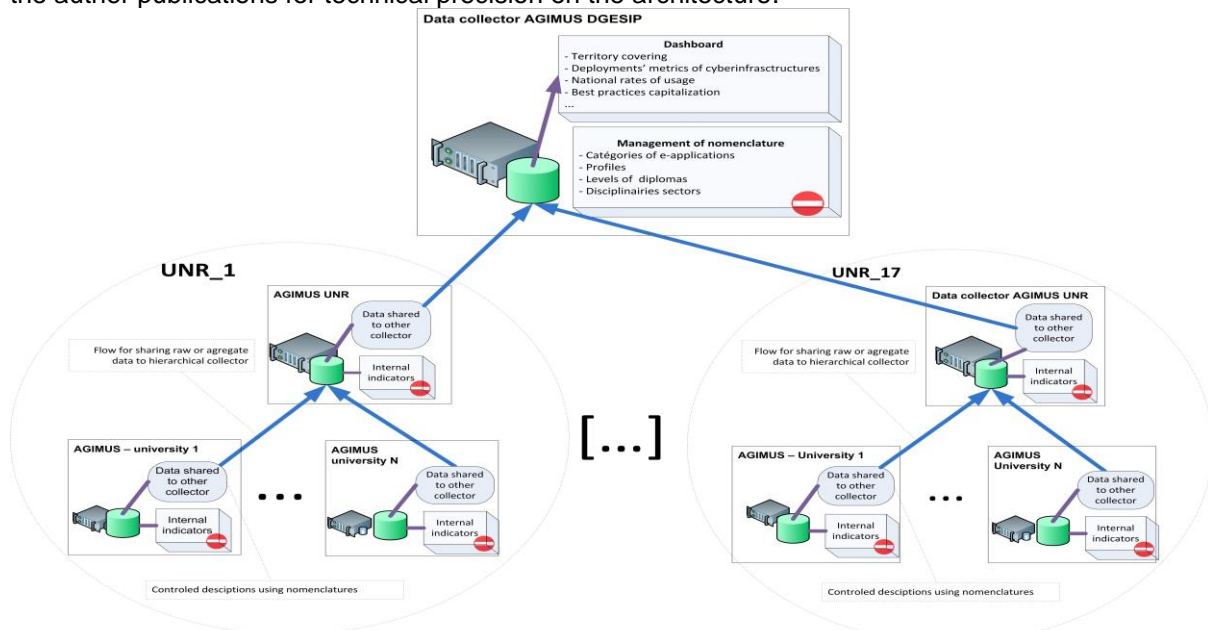 the author publications for technical precision on the architecture.
Data collector AGIMUS DGESIP
Dashboard
- Territory covering
- Deployments' metrics of cyberinfrasctructures
- National rates of usage
- Best practices capitalization
...
Management of nomenclature
- Catégories of e-applications
- Profiles
- Levels of diplomas
- Disciplinairies sectors
UNR_1
AGIMUS UNR
Data shared
to other
collector
Flow for sharing raw or agregate
data to hierarchical collector
Internal
indicators
AGIMUS – university 1
Data shared
to other
collector
Internal
indicators
...
AGIMUS
university N
Data shared
to other
collector
Internal
indicators
Controled desciptions using nomenclatures
[...]
UNR_17
Data collector AGIMUS UNR
Data shared
to other
collector
Flow for sharing raw or agregate
data to hierarchical collector
Internal
indicators
AGIMUS – University 1
Data shared
to other
collector
Internal
indicators
...
AGIMUS
University N
Data shared
to other
collector
Internal
indicators
Controled desciptions using nomenclatures